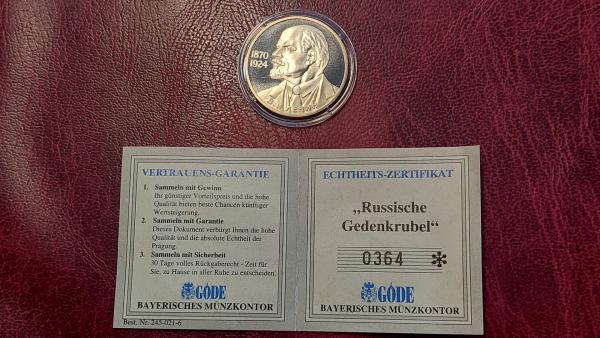 1870
1924
ЛЕНИН
VERTRAUENS-GARANTIE
1. Sammeln mit Gewinn
Ihr günstiger Vorteilspreis und die hohe
Qualität bieten beste Chancen künftiger
Wertsteigerung.
2. Sammeln mit Garantie
Dieses Dokument verbürgt Ihnen die hohe
Qualität und die absolute Echtheit der
Prägung.
3. Sammeln mit Sicherheit
30 Tage volles Rückgaberecht - Zeit für
Sie, zu Hause in aller Ruhe zu entscheiden.
GÖDE
BAYERISCHES MÜNZKONTOR
Best. Nr. 245-021-6
ECHTHEITS-ZERTIFIKAT
„Russische
Gedenkrubel“
0364 *
GÖDE
BAYERISCHES MÜNZKONTOR